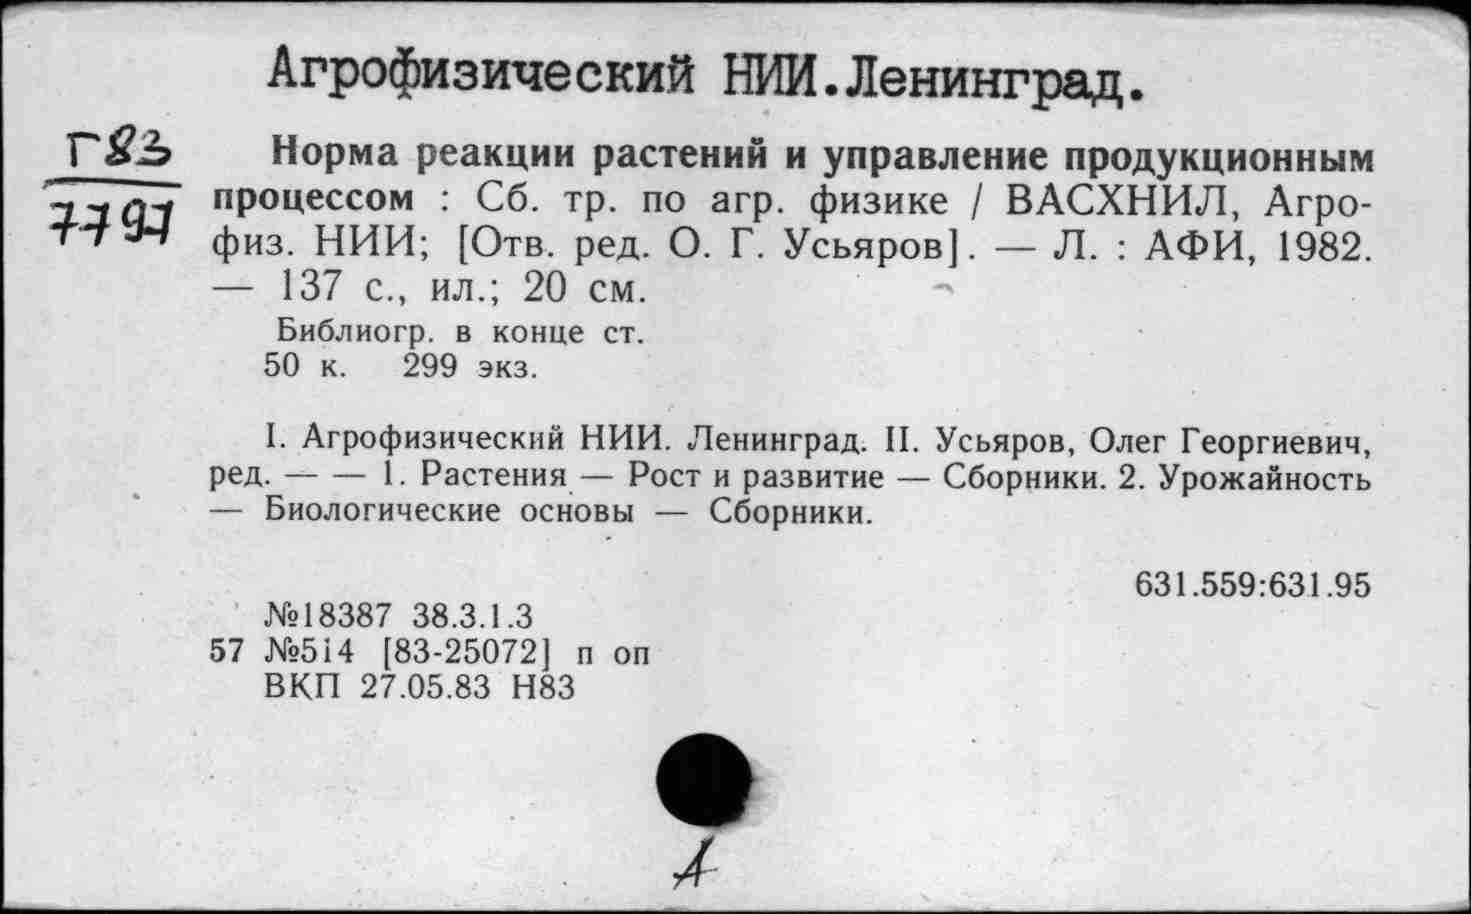 Агрофизический НИИ.Ленинград.
Г83
7797
Норма реакции растений и управление продукционным
процессом : Сб. тр. по агр. физике / ВАСХНИЛ, Агро-
физ. НИИ; [Отв. ред. О. Г. Усьяров]. — Л. : АФИ, 1982.
— 137 с., ил.; 20 см.
Библиогр. в конце ст.
50 к. 299 экз.
I. Агрофизический НИИ. Ленинград. II. Усьяров, Олег Георгиевич,
ред. — — 1. Растения — Рост и развитие — Сборники. 2. Урожайность
— Биологические основы — Сборники.
631.559:631.95
№18387 38.3.1.3
57 №514 [83-25072] п оп
ВКП 27.05.83 Н83
А